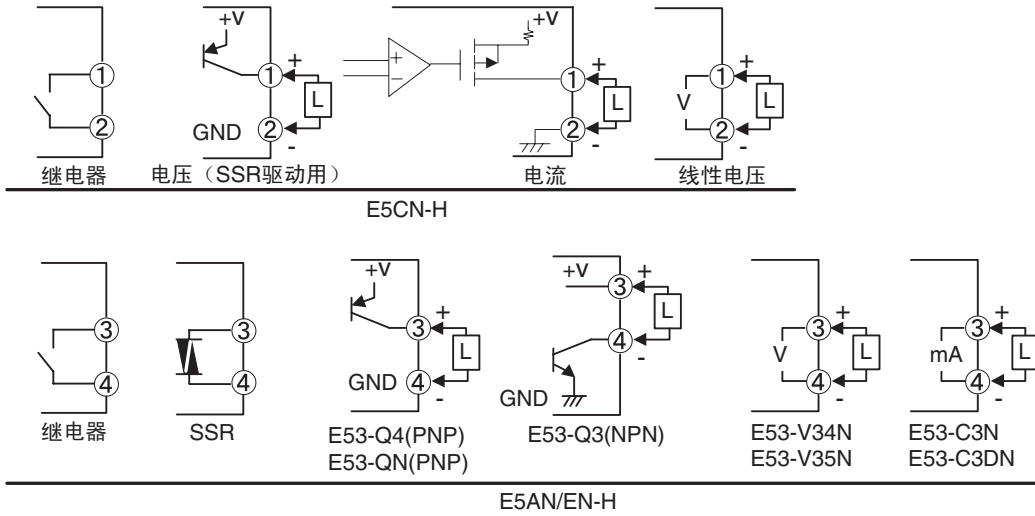 +V
+V
1
2
+
-
L
GND
1
2
+
-
+
-
L
1
2
V
L
+
-
1
2
继电器
电压（SSR驱动用）
电流
线性电压
E5CN-H
3
4
3
4
+V
3
4
+
-
L
GND
+V
3
4
+
-
L
GND
3
4
V
+
-
L
3
4
mA
+
-
L
继电器
SSR
E53-Q4(PNP)
E53-QN(PNP)
E53-Q3(NPN)
E53-V34N
E53-V35N
E53-C3N
E53-C3DN
E5AN/EN-H